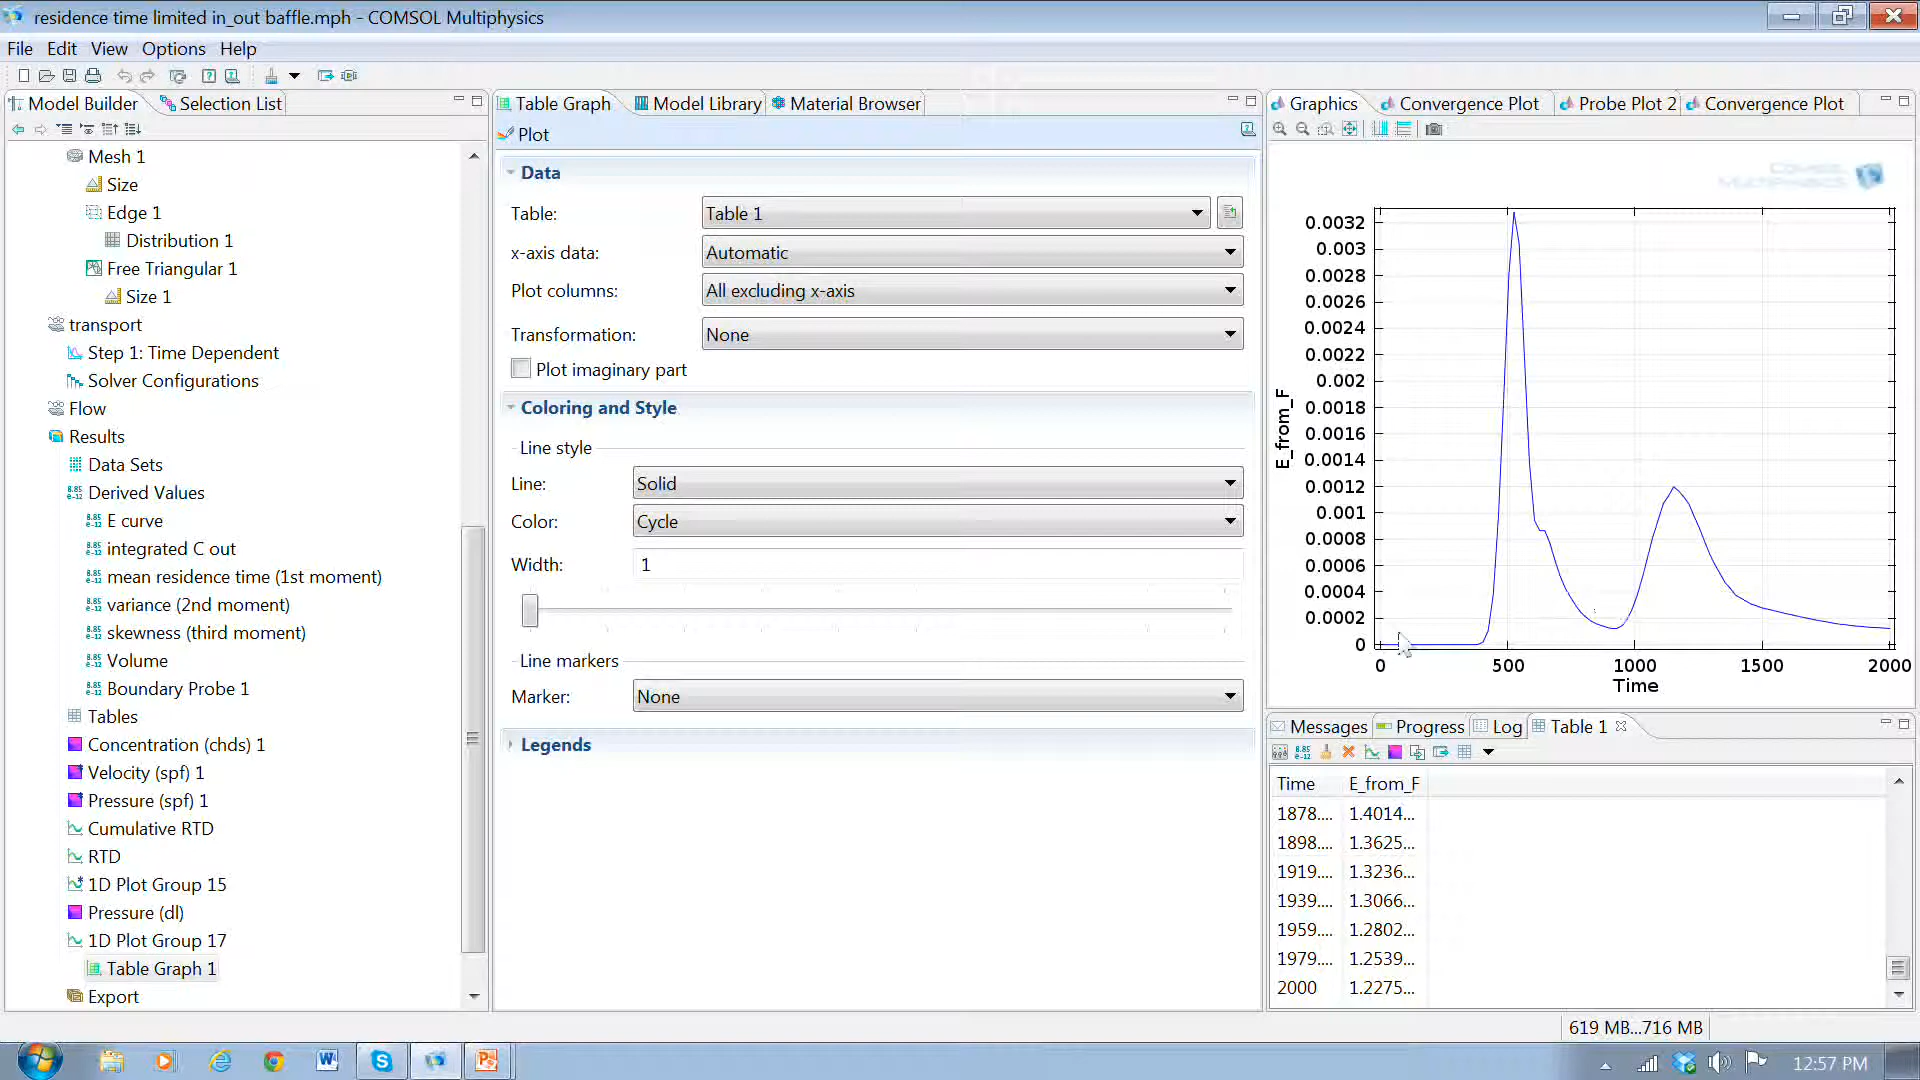 residence time limited in_out baffle.mph - COMSOL Multiphysics
File Edit View Options Help
Model Builder
Selection List
Mesh 1
Size
Edge 1
Distribution 1
Free Triangular 1
Size 1
transport
Step 1: Time Dependent
Solver Configurations
Flow
Results
Data Sets
Derived Values
E curve
integrated C out
mean residence time (1st moment)
variance (2nd moment)
skewness (third moment)
Volume
Boundary Probe 1
Tables
Concentration (chds) 1
Velocity (spf) 1
Pressure (spf) 1
Cumulative RTD
RTD
1D Plot Group 15
Pressure (dl)
1D Plot Group 17
Table Graph 1
Export
Table Graph
Model Library
Material Browser
Plot
Data
Table: Table 1
x-axis data: Automatic
Plot columns: All excluding x-axis
Transformation: None
Plot imaginary part
Coloring and Style
Line style
Line: Solid
Color: Cycle
Width: 1
Line markers
Marker: None
Legends
Graphics
Convergence Plot
Probe Plot 2
Convergence Plot
COMSOL
MULTIPHYSICS
0.0032
0.003
0.0028
0.0026
0.0024
0.0022
0.002
0.0018
0.0016
0.0014
0.0012
0.001
0.0008
0.0006
0.0004
0.0002
0
E_from_F
0 500 1000 1500 2000
Time
Messages
Progress
Log
Table 1
Time E_from_F
1878.... 1.4014...
1898.... 1.3625...
1919.... 1.3236...
1939.... 1.3066...
1959.... 1.2802...
1979.... 1.2539...
2000 1.2275...
619 MB...716 MB
12:57 PM